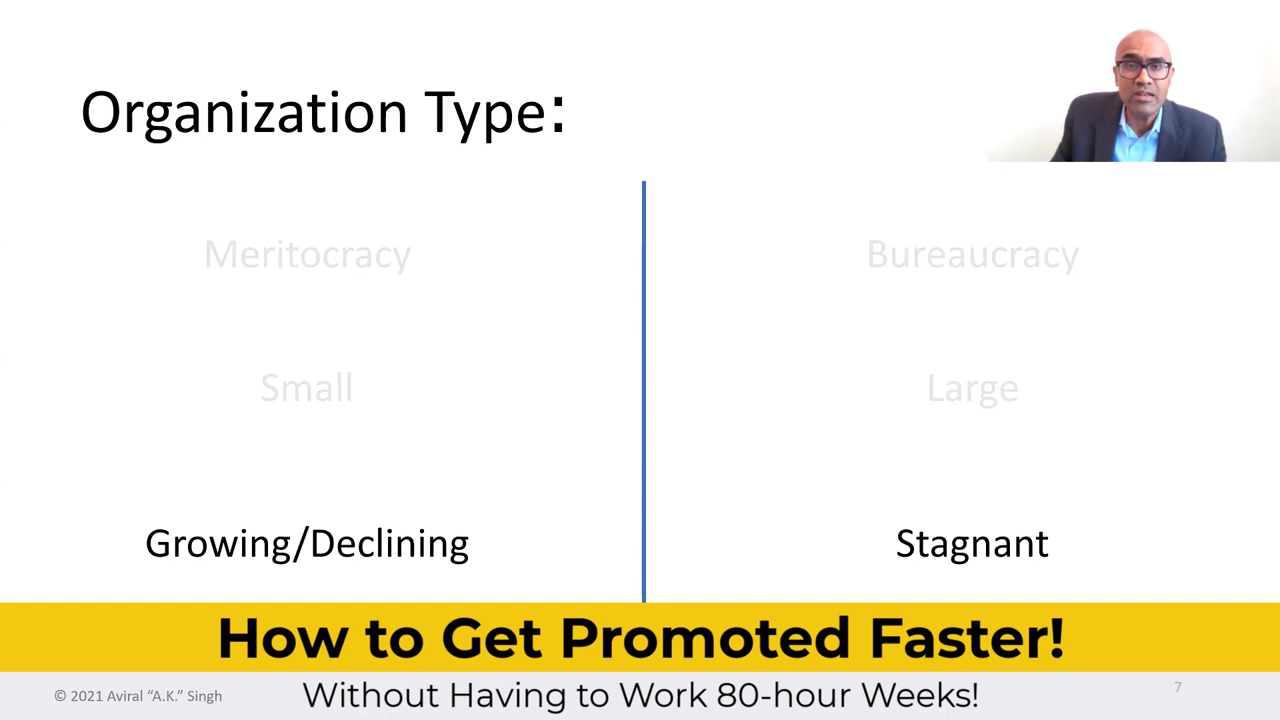 Organization Type:
Meritocracy
Bureaucracy
Small
Large
Growing/Declining
Stagnant
How to Get Promoted Faster!
© 2021 Aviral “A.K.” Singh
Without Having to Work 80-hour Weeks!
7